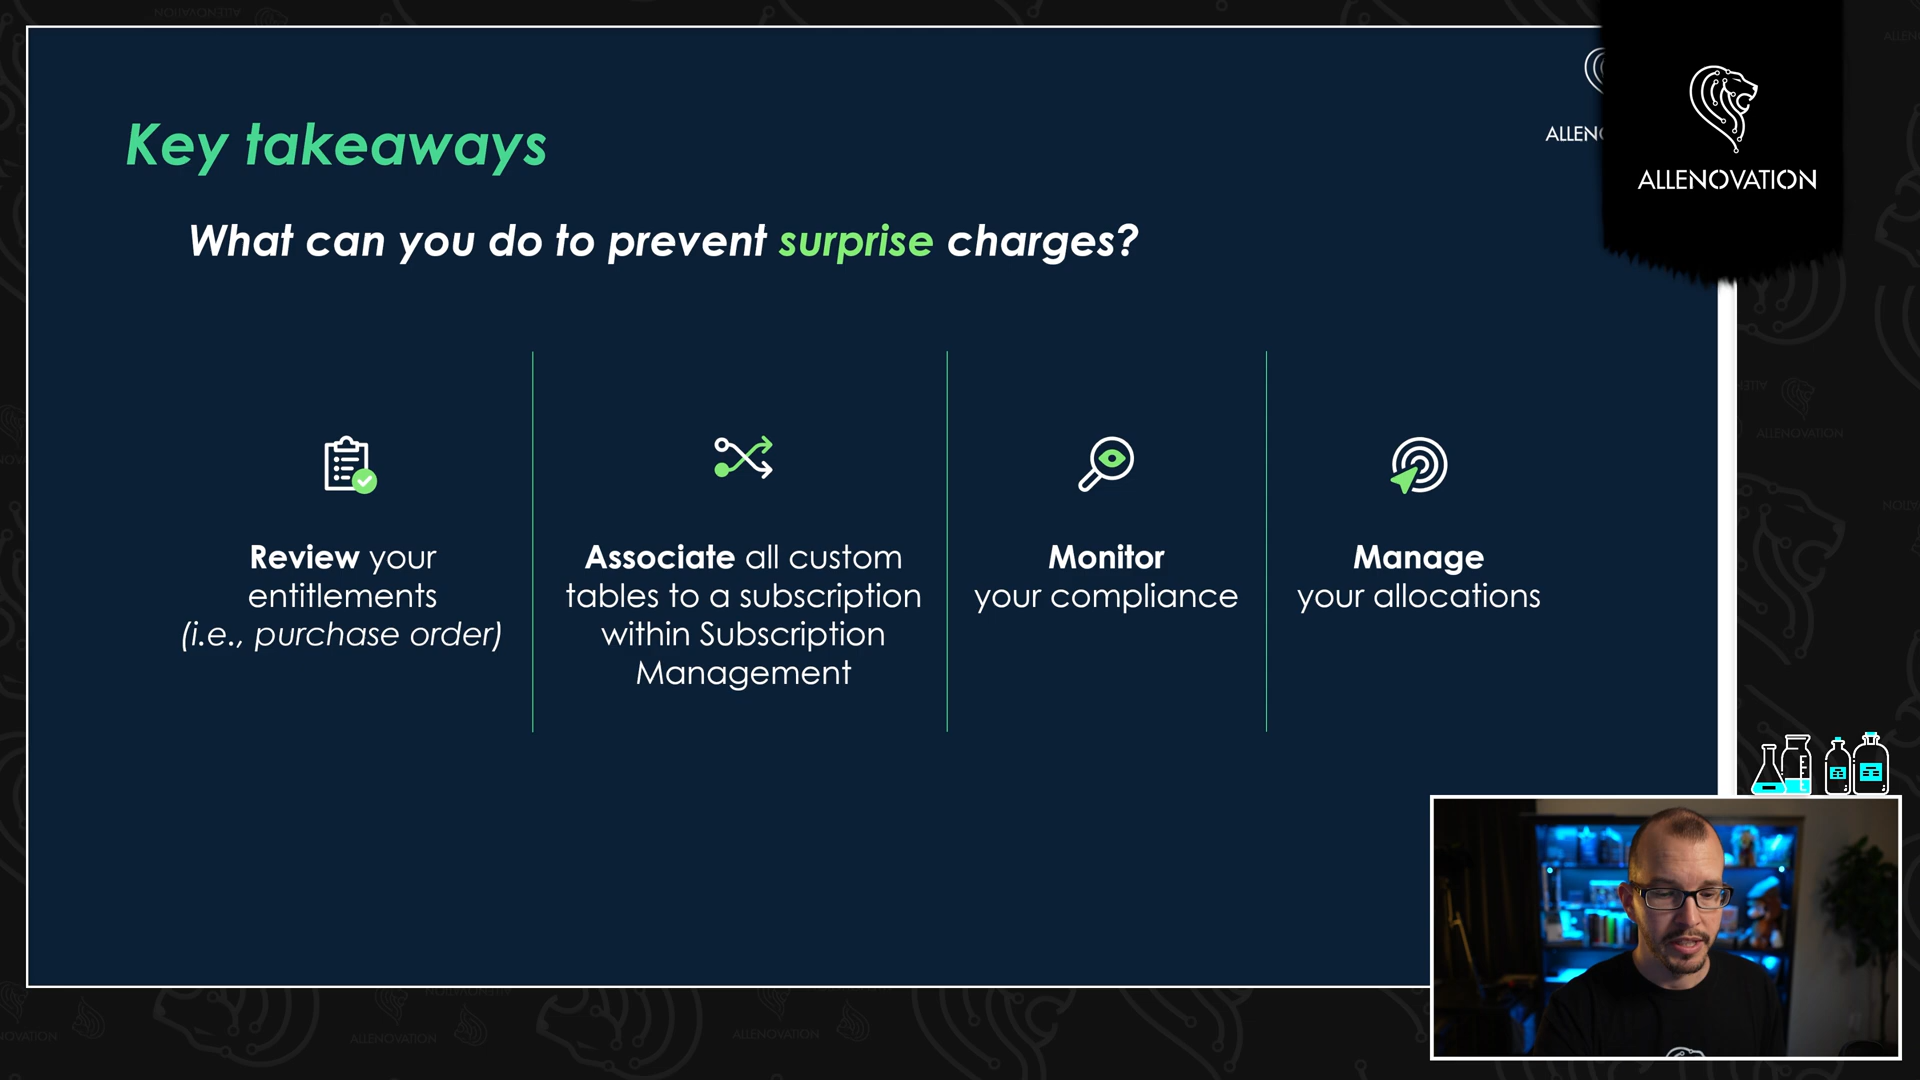 Key takeaways
ALLENOVATION
What can you do to prevent surprise charges?
Review your
entitlements
(i.e., purchase order)
Associate all custom
tables to a subscription
within Subscription
Management
Monitor
your compliance
Manage
your allocations